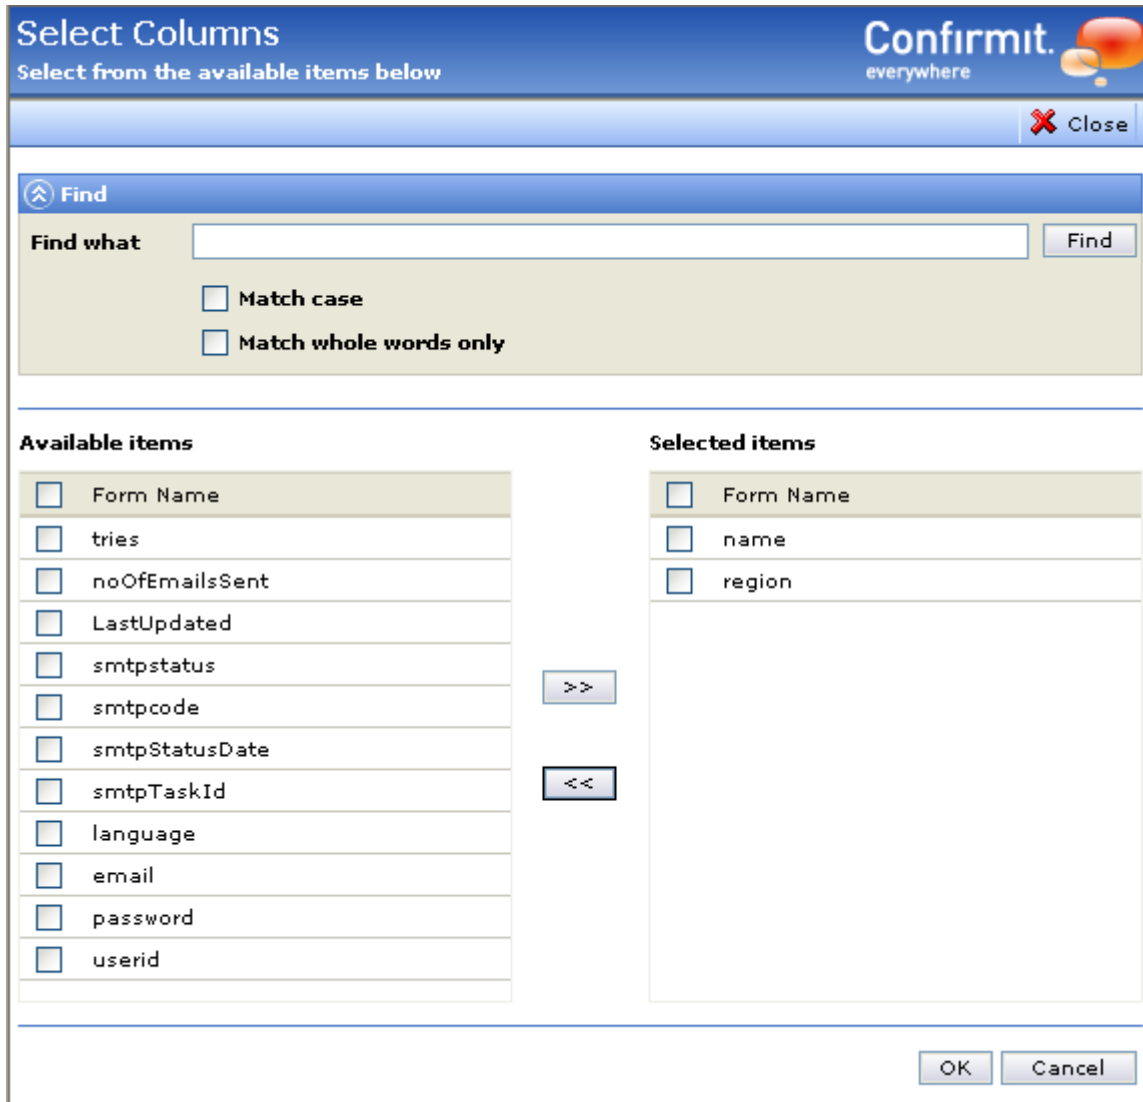 Select Columns
Select from the available items below
Confirmit.
everywhere
Close
Find
Find what
Find
Match case
Match whole words only
Available items
Selected items
Form Name
Form Name
tries
name
noOfEmailsSent
region
LastUpdated
smtpstatus
>>
smtpcode
smtpStatusDate
<<
smtpTaskId
language
email
password
userid
OK
Cancel